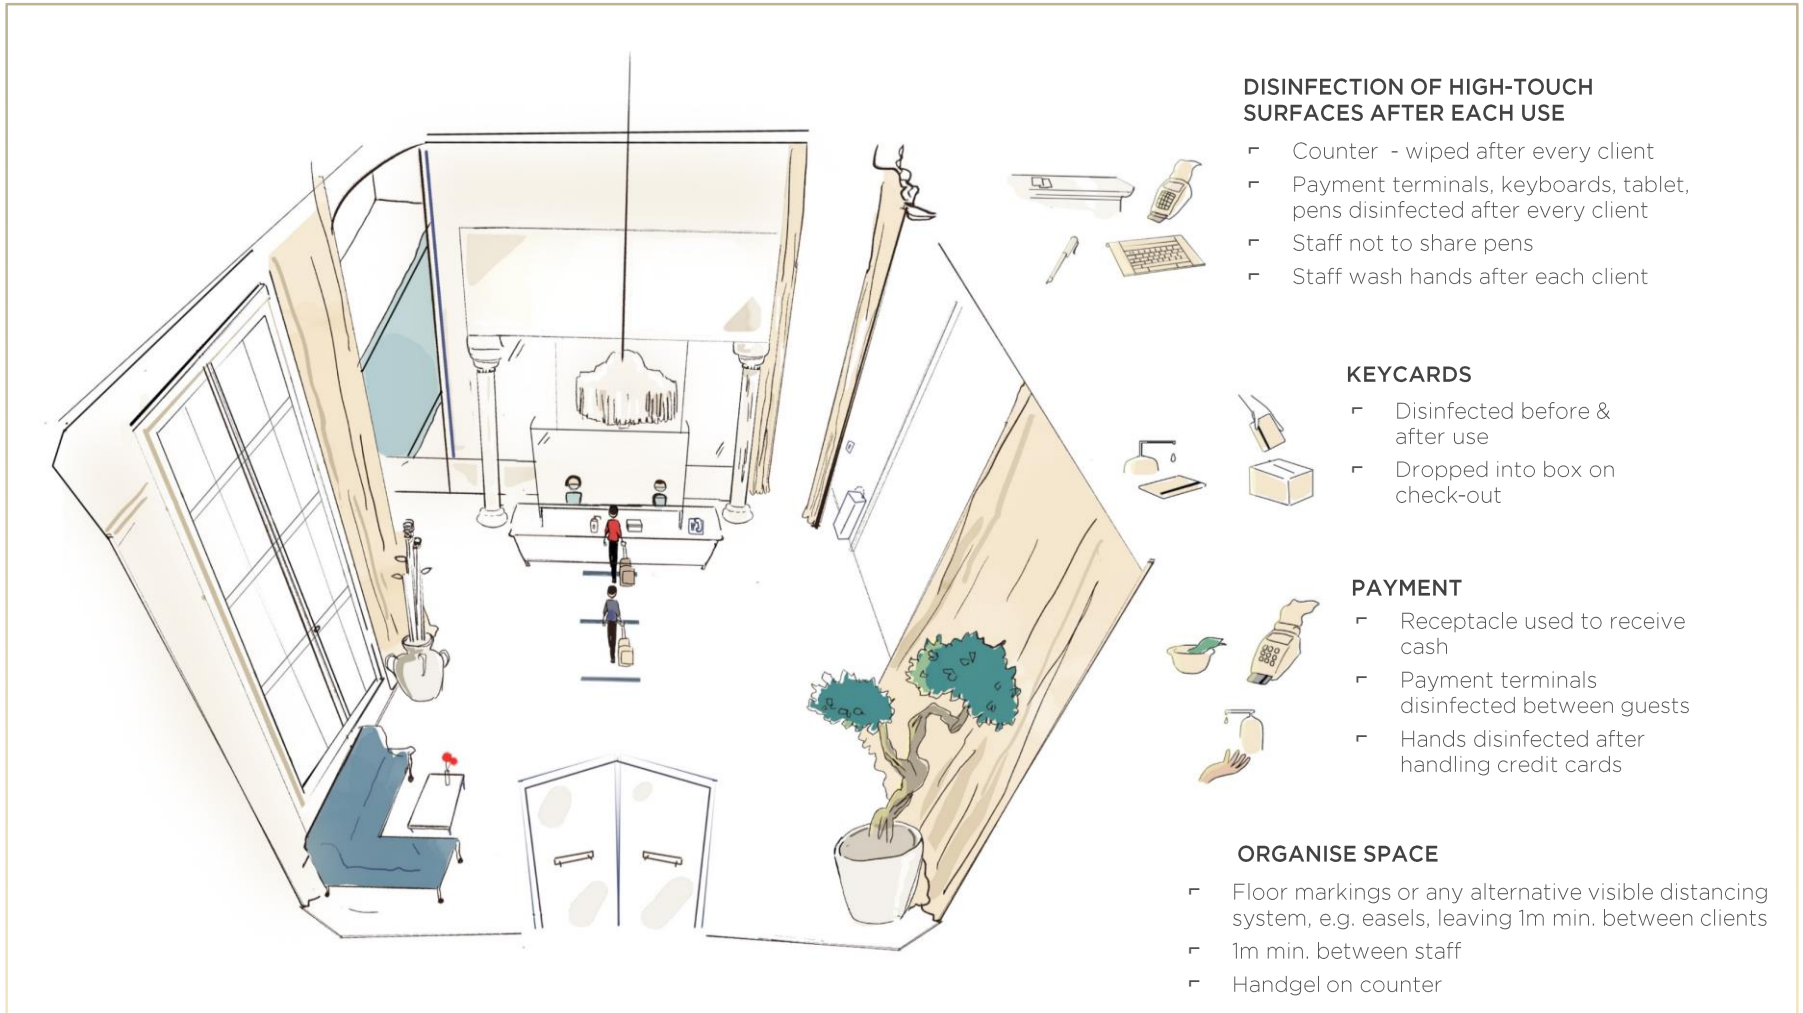 DISINFECTION OF HIGH-TOUCH
SURFACES AFTER EACH USE
Counter - wiped after every client
Payment terminals, keyboards, tablet,
pens disinfected after every client
Staff not to share pens
Staff wash hands after each client
KEYCARDS
Disinfected before &
after use
Dropped into box on
check-out
PAYMENT
Receptacle used to receive
cash
Payment terminals
disinfected between guests
Hands disinfected after
handling credit cards
ORGANISE SPACE
Floor markings or any alternative visible distancing
system, e.g. easels, leaving 1m min. between clients
1m min. between staff
Handgel on counter